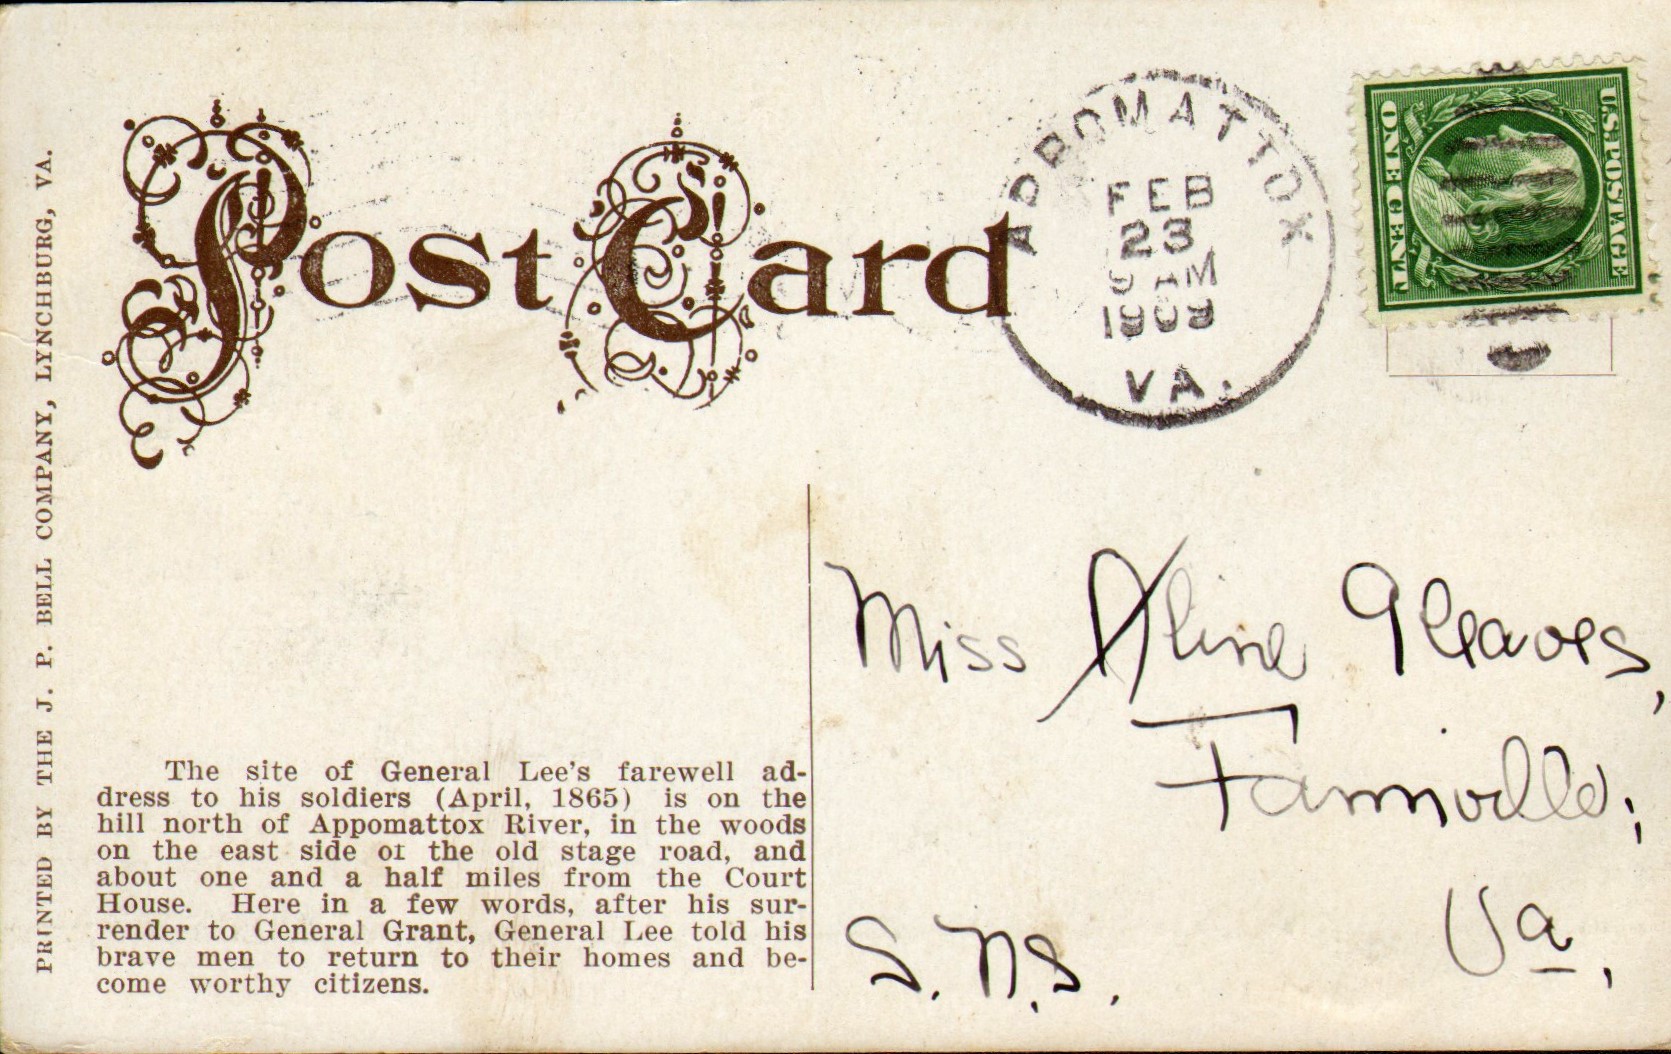 Post Card
APPOMATTOX
FEB
23
9 AM
1909
VA.
U.S. POSTAGE
ONE CENT
PRINTED BY THE J. P. BELL COMPANY, LYNCHBURG, VA.
The site of General Lee's farewell ad-
dress to his soldiers (April, 1865) is on the
hill north of Appomattox River, in the woods
on the east side of the old stage road, and
about one and a half miles from the Court
House. Here in a few words, after his sur-
render to General Grant, General Lee told his
brave men to return to their homes and be-
come worthy citizens.
Miss Aline Gleaves,
Farmville,
Va.,
S. N. S.